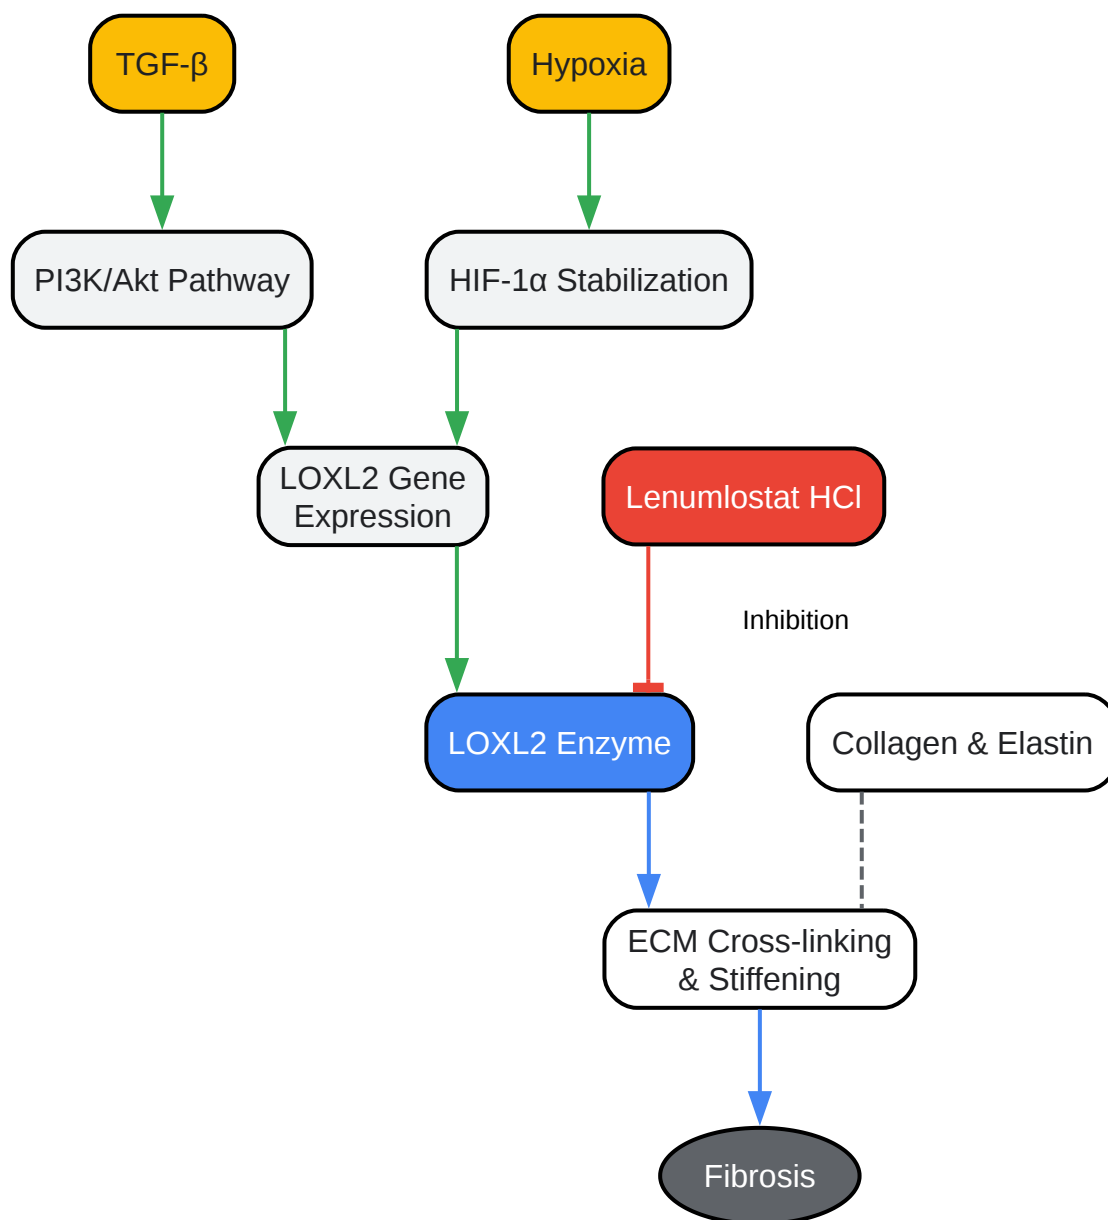 TGF-β
Hypoxia
PI3K/Akt Pathway
HIF-1α Stabilization
LOXL2 Gene
Expression
Lenumlostat HCl
Inhibition
LOXL2 Enzyme
Collagen & Elastin
ECM Cross-linking
& Stiffening
Fibrosis